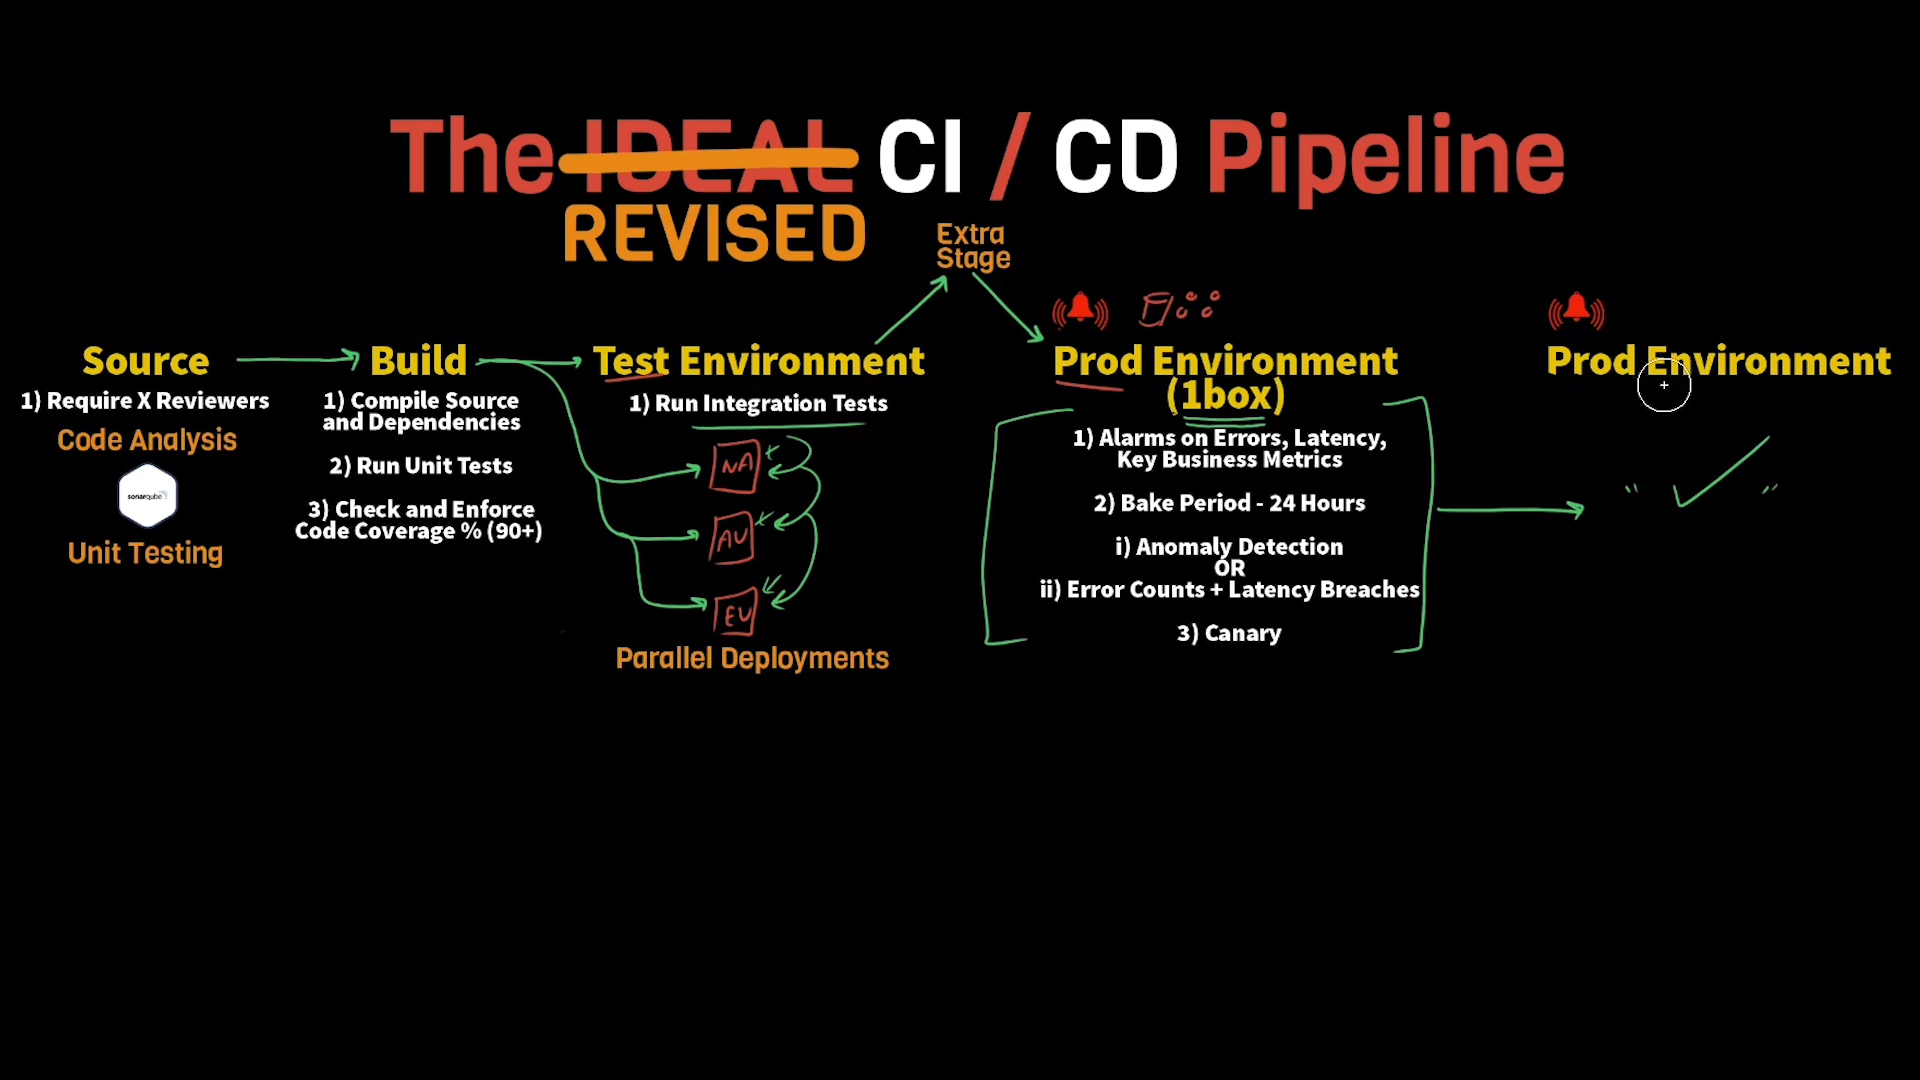 The IDEAL CI / CD Pipeline
REVISED
Extra
Stage
Source
1) Require X Reviewers
Code Analysis
sonarqube
Unit Testing
Build
1) Compile Source
and Dependencies
2) Run Unit Tests
3) Check and Enforce
Code Coverage % (90+)
Test Environment
1) Run Integration Tests
NA
AU
EU
Parallel Deployments
Prod Environment
(1box)
1) Alarms on Errors, Latency,
Key Business Metrics
2) Bake Period - 24 Hours
i) Anomaly Detection
OR
ii) Error Counts + Latency Breaches
3) Canary
Prod Environment